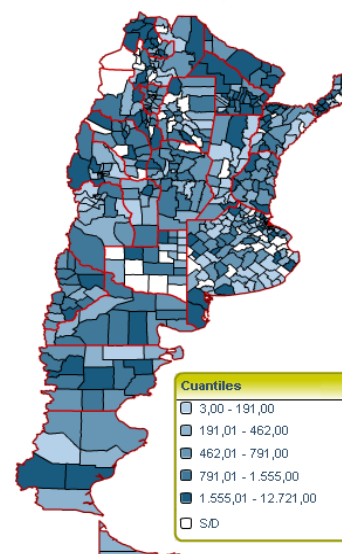 Cuantiles
3,00 - 191,00
191,01 - 462,00
462,01 - 791,00
791,01 - 1.555,00
1.555,01 - 12.721,00
S/D